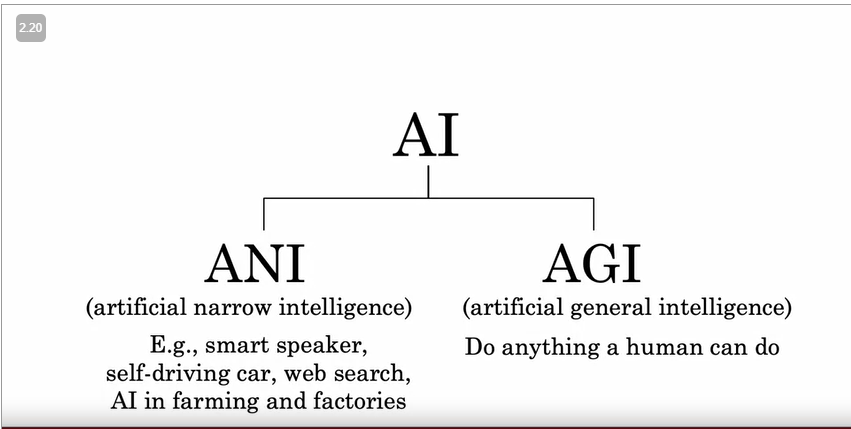 2.20
AI
ANI
AGI
(artificial narrow intelligence)
(artificial general intelligence)
E.g., smart speaker,
self-driving car, web search,
AI in farming and factories
Do anything a human can do